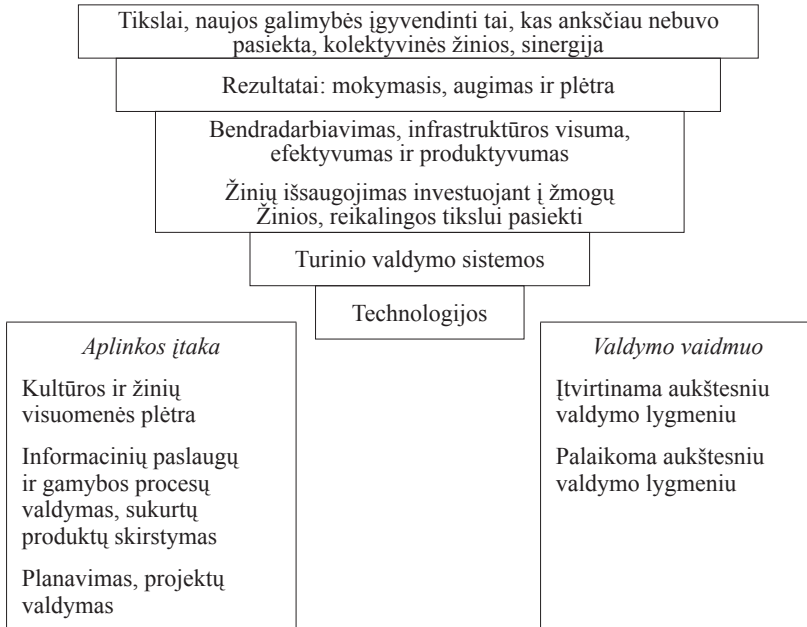 Tikslai, naujos galimybės įgyvendinti tai, kas anksčiau nebuvo
pasiekta, kolektyvinės žinios, sinergija
Rezultatai: mokymasis, augimas ir plėtra
Bendradarbiavimas, infrastruktūros visuma,
efektyvumas ir produktyvumas
Žinių išsaugojimas investuojant į žmogų
Žinios, reikalingos tikslui pasiekti
Turinio valdymo sistemos
Technologijos
Aplinkos įtaka
Kultūros ir žinių
visuomenės plėtra
Informacinių paslaugų
ir gamybos procesų
valdymas, sukurtų
produktų skirstymas
Planavimas, projektų
valdymas
Valdymo vaidmuo
Įtvirtinama aukštesniu
valdymo lygmeniu
Palaikoma aukštesniu
valdymo lygmeniu